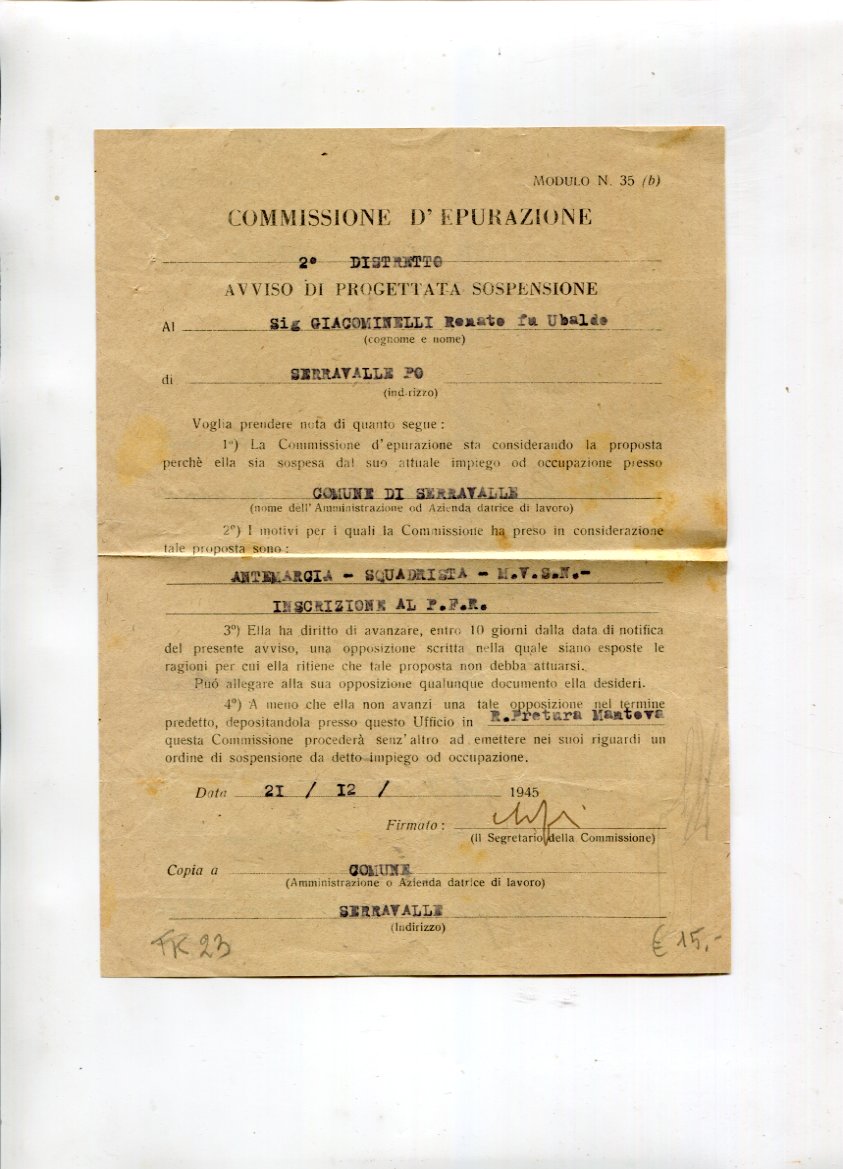 MODULO N. 35 (b)
COMMISSIONE D' EPURAZIONE
2° DISTRETTO
AVVISO DI PROGETTATA SOSPENSIONE
Al Sig GIACOMINELLI Renato fu Ubaldo
(cognome e nome)
di SERRAVALLE PO
(indirizzo)
Voglia prendere nota di quanto segue :
1°) La Commissione d'epurazione sta considerando la proposta
perchè ella sia sospesa dal suo attuale impiego od occupazione presso
COMUNE DI SERRAVALLE
(nome dell'Amministrazione od Azienda datrice di lavoro)
2°) I motivi per i quali la Commissione ha preso in considerazione
tale proposta sono :
ANTEMARCIA - SQUADRISTA - M.V.S.N.-
INSCRIZIONE AL P.F.R.
3°) Ella ha diritto di avanzare, entro 10 giorni dalla data di notifica
del presente avviso, una opposizione scritta nella quale siano esposte le
ragioni per cui ella ritiene che tale proposta non debba attuarsi.
Puó allegare alla sua opposizione qualunque documento ella desideri.
4°) A meno che ella non avanzi una tale opposizione nel termine
predetto, depositandola presso questo Ufficio in R.Pretura Mantova
questa Commissione procederà senz'altro ad emettere nei suoi riguardi un
ordine di sospensione da detto impiego od occupazione.
Data 21 / 12 / 1945
Firmato :
(Il Segretario della Commissione)
Copia a COMUNE
(Amministrazione o Azienda datrice di lavoro)
SERRAVALLE
(Indirizzo)
FK 23
€ 15,-